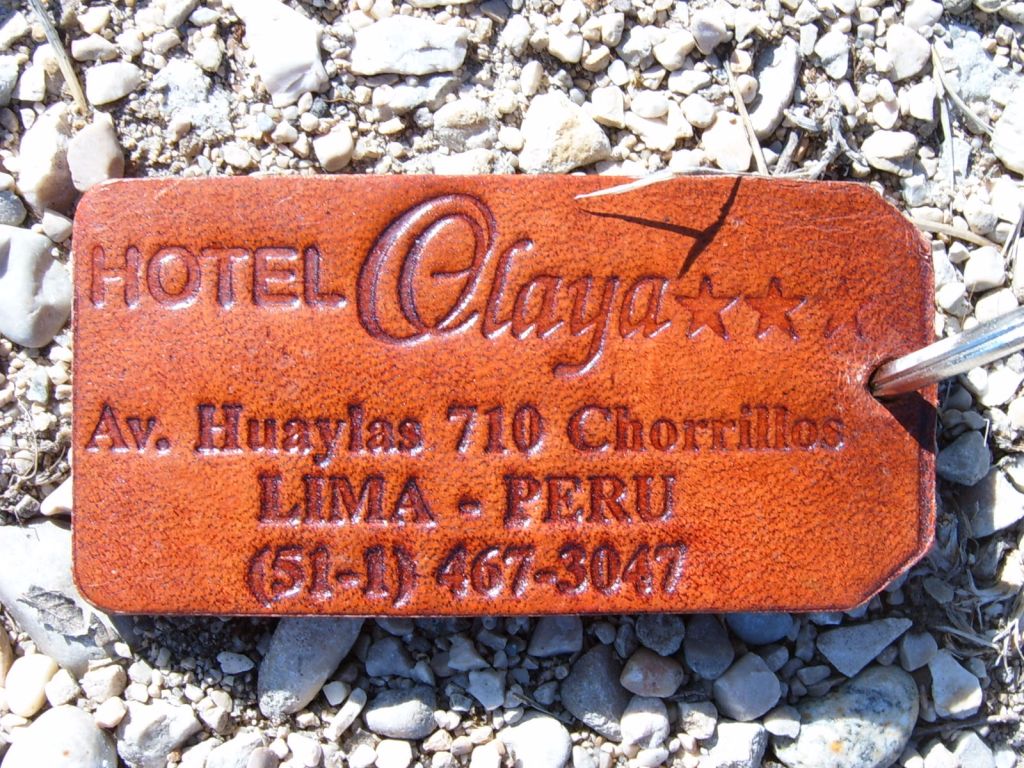 HOTEL Olaya ★★★
Av. Huaylas 710 Chorrillos
LIMA - PERU
(51-1) 467-3047